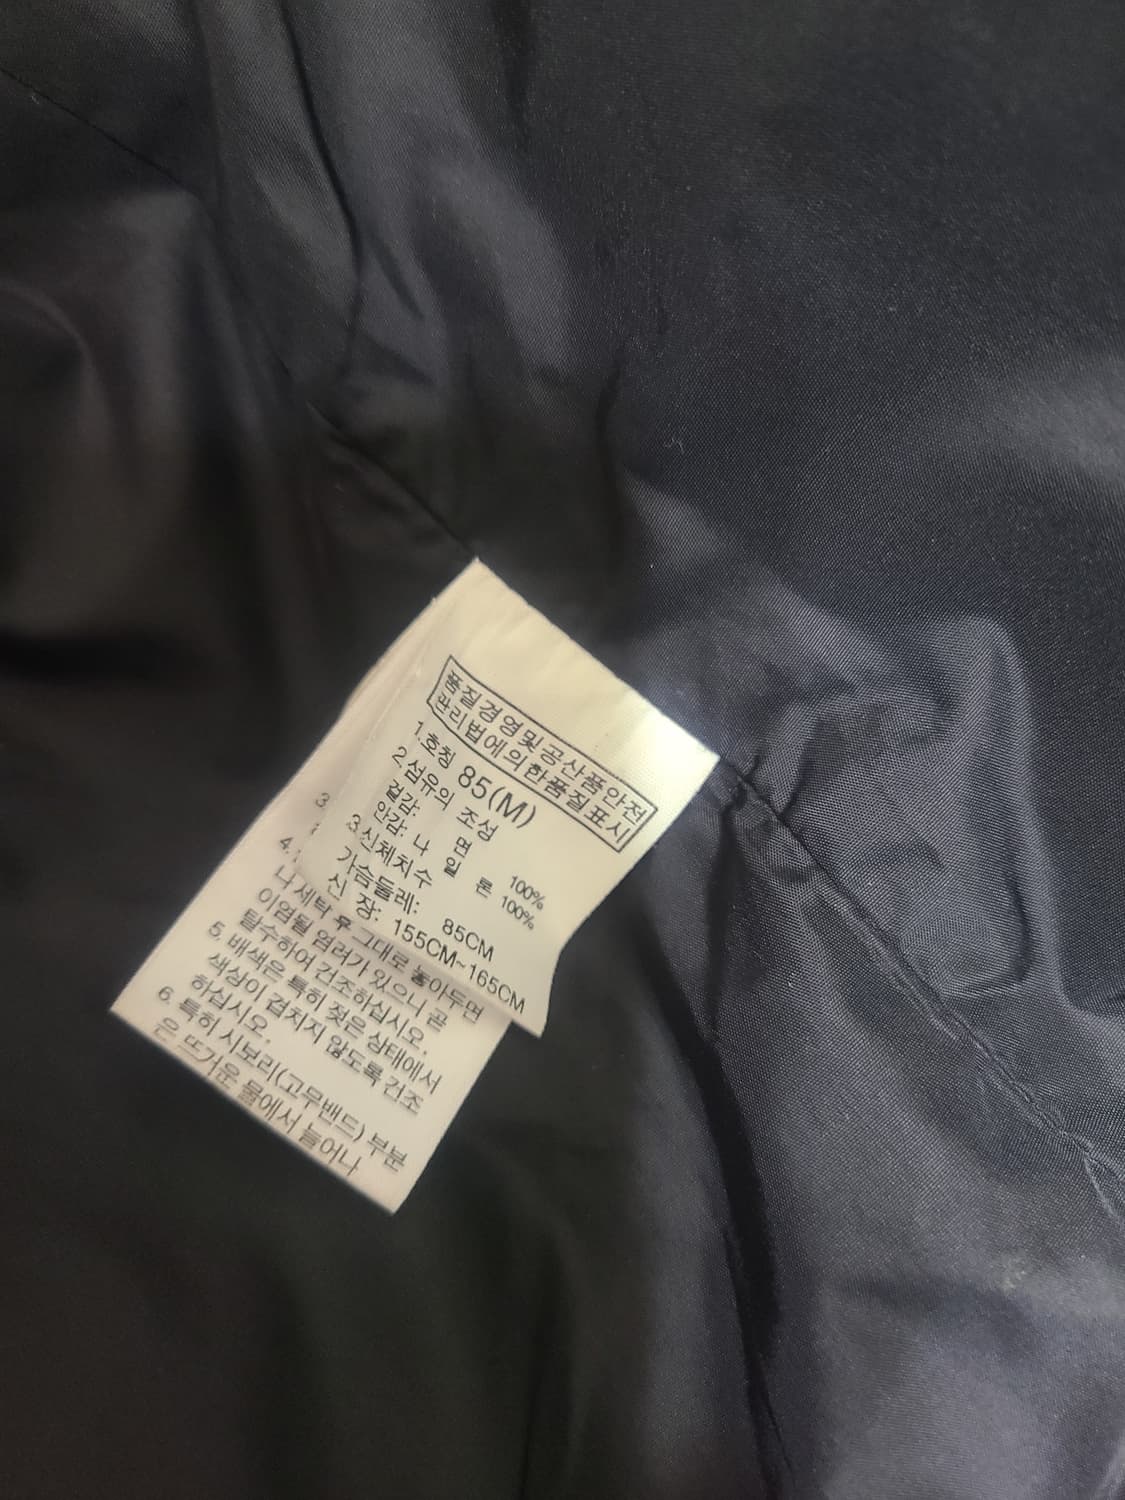 품질경영및공산품안전
관리법에의한품질표시
1.호칭 85(M)
2.섬유의 조성
겉감: 면 100%
안감: 나 일 론 100%
3.신체치수
가슴둘레: 85CM
신 장: 155CM~165CM
3
4.
나 세탁 후 그대로 놓아두면
이염될 염려가 있으니 곧
탈수하여 건조하십시오.
5. 배색은 특히 젖은 상태에서
색상이 겹치지 않도록 건조
하십시오.
6. 특히 시보리(고무밴드) 부분
은 뜨거운 물에서 늘어나